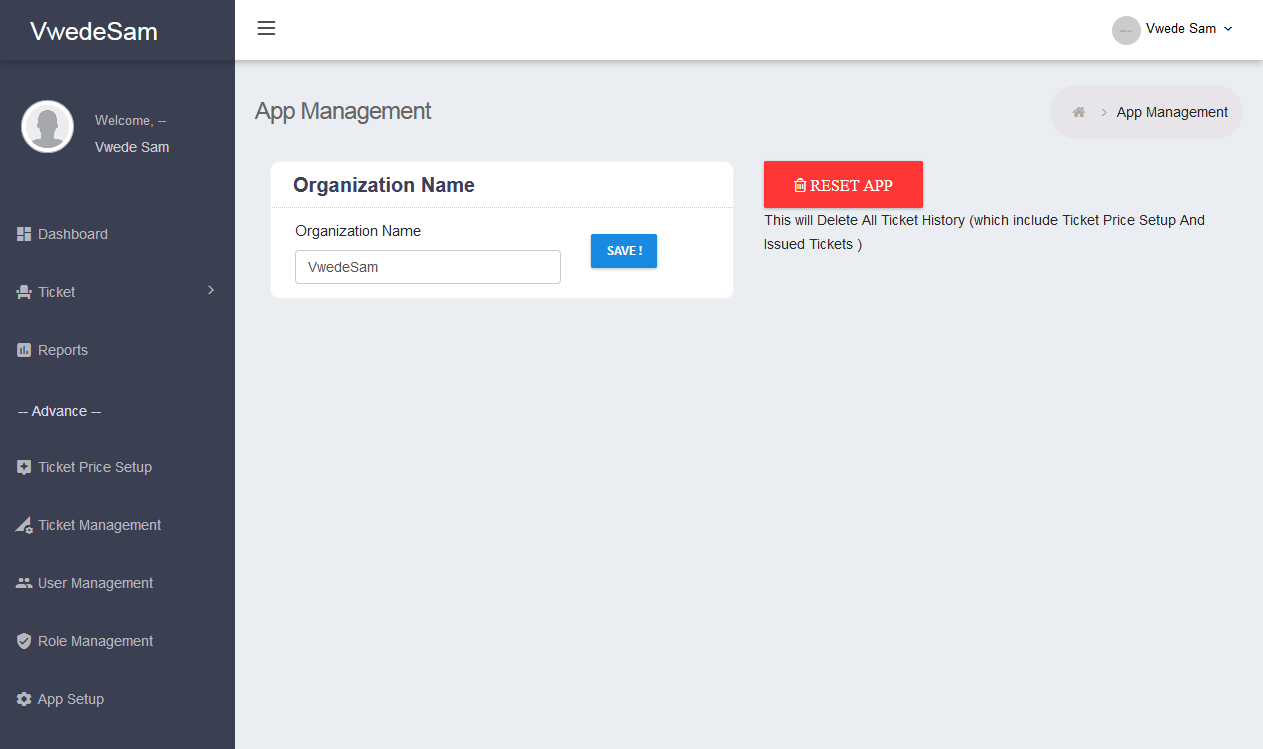 VwedeSam
Vwede Sam
Welcome, --
Vwede Sam
Dashboard
Ticket
Reports
-- Advance --
Ticket Price Setup
Ticket Management
User Management
Role Management
App Setup
App Management
App Management
Organization Name
Organization Name
VwedeSam
SAVE !
RESET APP
This will Delete All Ticket History (which include Ticket Price Setup And
Issued Tickets )